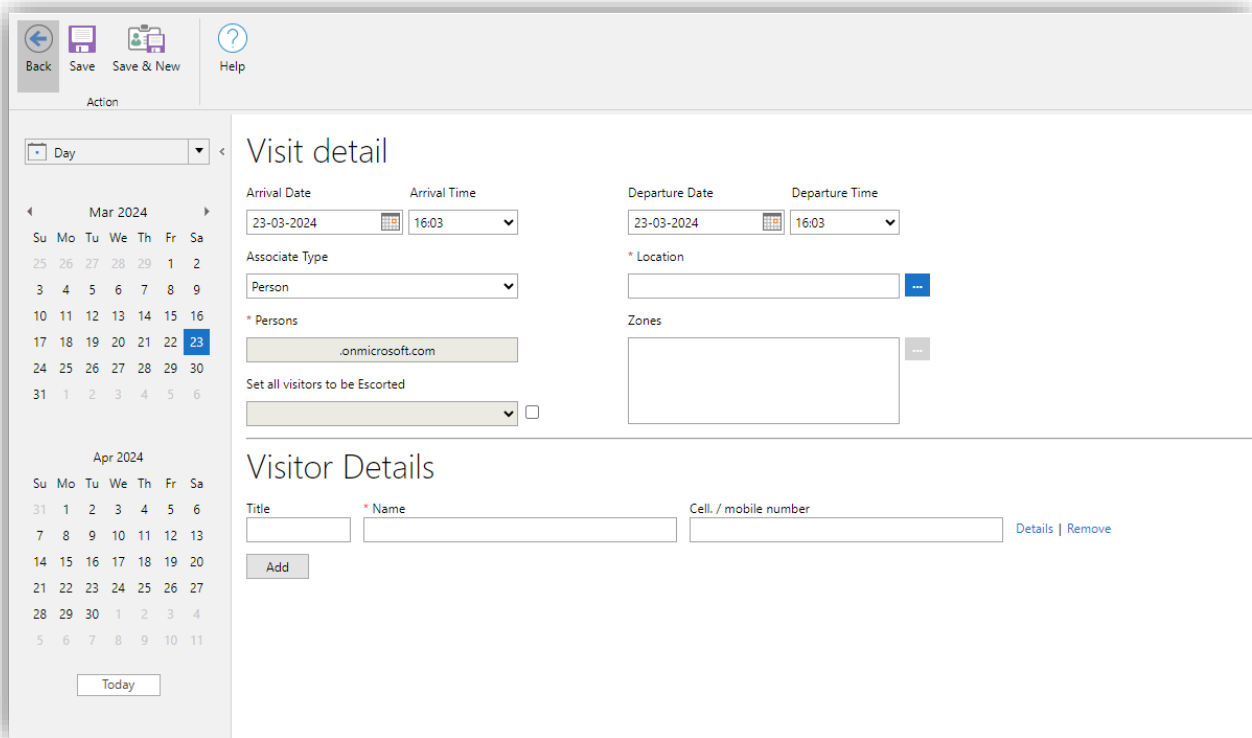 Back Save Save & New Help
Action
Day
Mar 2024
Su Mo Tu We Th Fr Sa
25 26 27 28 29 1 2
3 4 5 6 7 8 9
10 11 12 13 14 15 16
17 18 19 20 21 22 23
24 25 26 27 28 29 30
31 1 2 3 4 5 6
Apr 2024
Su Mo Tu We Th Fr Sa
31 1 2 3 4 5 6
7 8 9 10 11 12 13
14 15 16 17 18 19 20
21 22 23 24 25 26 27
28 29 30 1 2 3 4
5 6 7 8 9 10 11
Today
Visit detail
Arrival Date Arrival Time Departure Date Departure Time
23-03-2024 16:03 23-03-2024 16:03
Associate Type * Location
Person ...
* Persons Zones
.onmicrosoft.com ...
Set all visitors to be Escorted
Visitor Details
Title * Name Cell. / mobile number
Details | Remove
Add